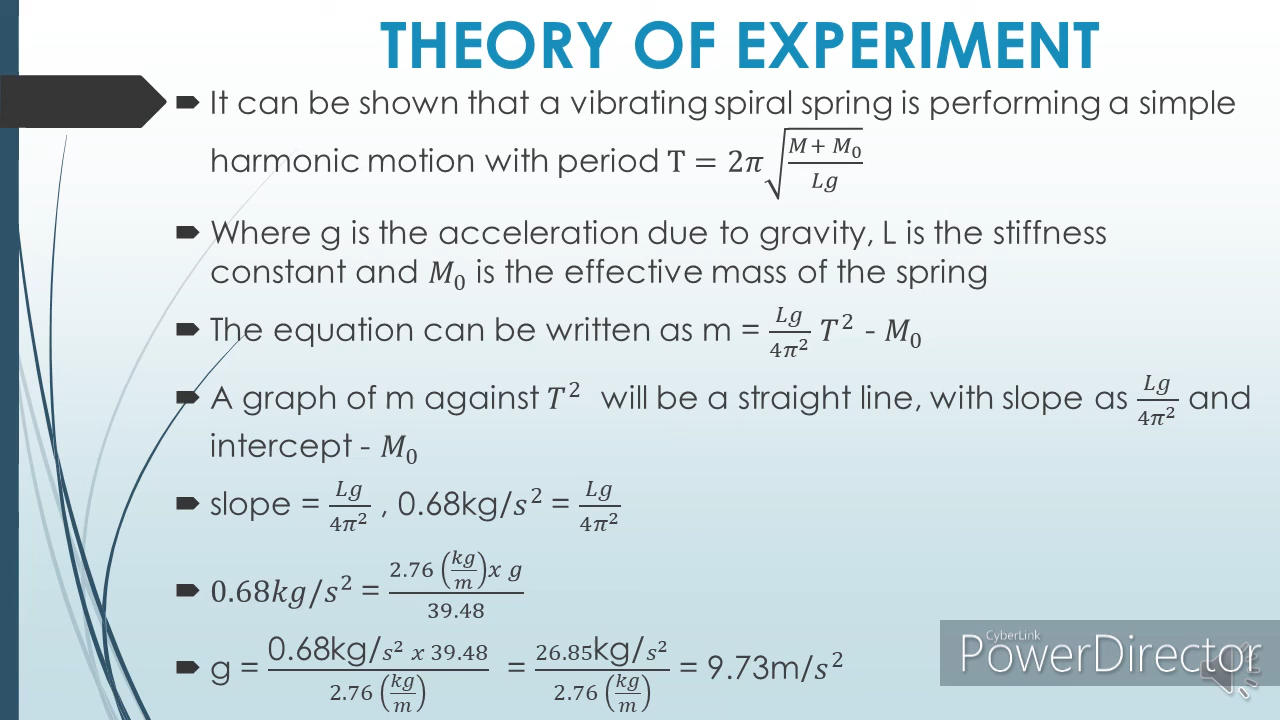 THEORY OF EXPERIMENT
It can be shown that a vibrating spiral spring is performing a simple
harmonic motion with period T = 2π√((M + M₀)/(Lg))
Where g is the acceleration due to gravity, L is the stiffness
constant and M₀ is the effective mass of the spring
The equation can be written as m = Lg/4π² T² - M₀
A graph of m against T² will be a straight line, with slope as Lg/4π² and
intercept - M₀
slope = Lg/4π² , 0.68kg/s² = Lg/4π²
0.68kg/s² = 2.76 (kg/m)x g / 39.48
g = 0.68kg/s² x 39.48 / 2.76 (kg/m) = 26.85kg/s² / 2.76 (kg/m) = 9.73m/s²
CyberLink
PowerDirector